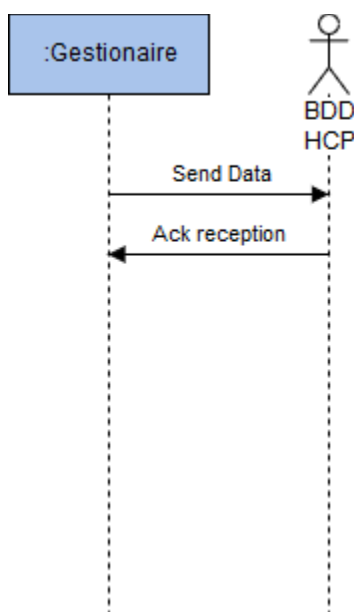 :Gestionaire
BDD
HCP
Send Data
Ack reception